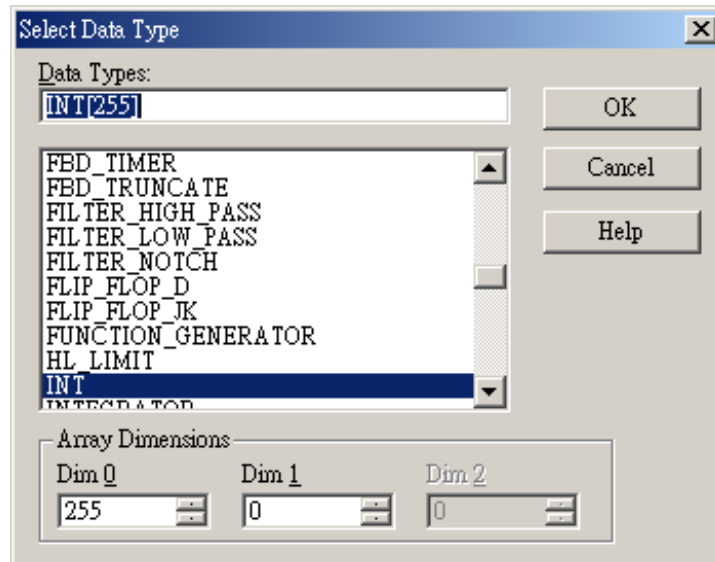 Select Data Type
Data Types:
INT[255]
OK
FBD_TIMER
FBD_TRUNCATE
FILTER_HIGH_PASS
FILTER_LOW_PASS
FILTER_NOTCH
FLIP_FLOP_D
FLIP_FLOP_JK
FUNCTION_GENERATOR
HL_LIMIT
INT
INTEGRATOR
Cancel
Help
Array Dimensions
Dim 0 Dim 1 Dim 2
255 0 0